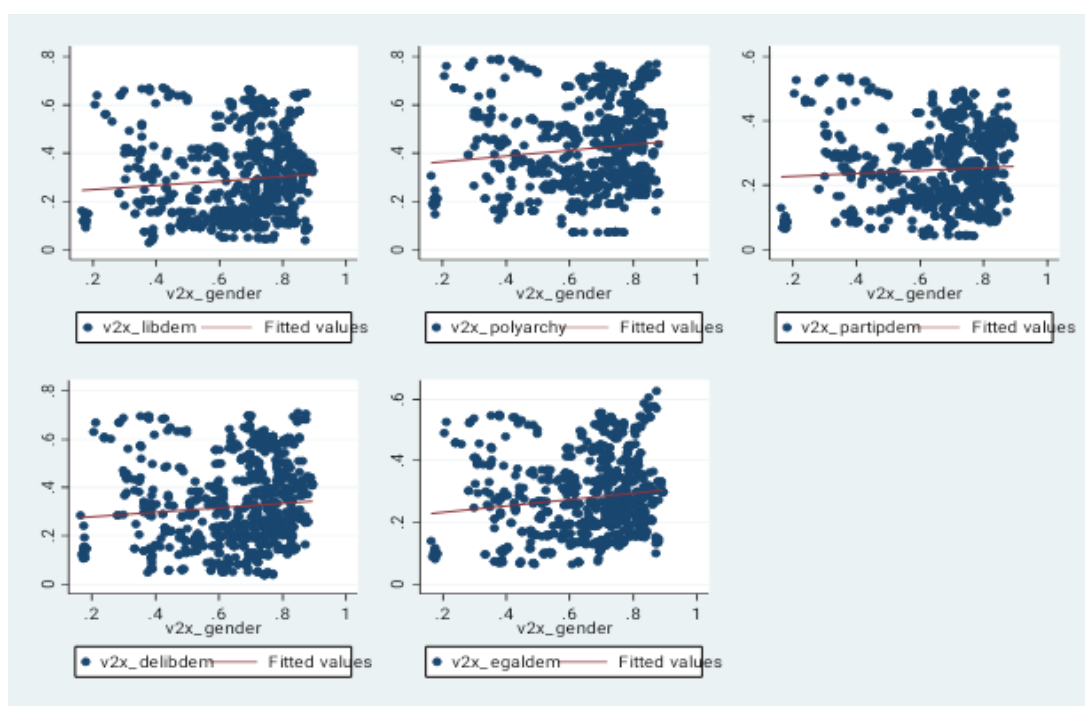 .8
.6
.4
.2
0
.2 .4 .6 .8 1
v2x_gender
v2x_libdem Fitted values
.8
.6
.4
.2
0
.2 .4 .6 .8 1
v2x_gender
v2x_polyarchy Fitted values
.6
.4
.2
0
.2 .4 .6 .8 1
v2x_gender
v2x_partipdem Fitted values
.8
.6
.4
.2
0
.2 .4 .6 .8 1
v2x_gender
v2x_delibdem Fitted values
.6
.4
.2
0
.2 .4 .6 .8 1
v2x_gender
v2x_egaldem Fitted values